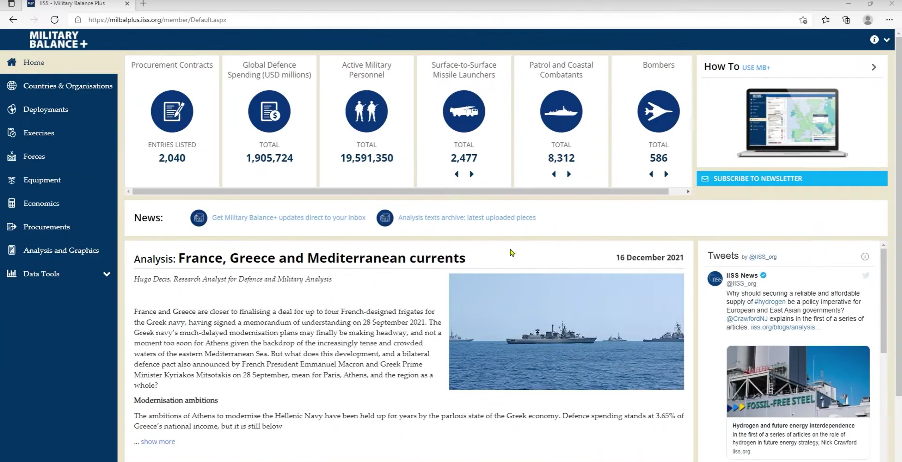 IISS - Military Balance Plus
https://milbalplus.iiss.org/member/Default.aspx
MILITARY
BALANCE+
Home
Countries & Organisations
Deployments
Exercises
Forces
Equipment
Economics
Procurements
Analysis and Graphics
Data Tools
Procurement Contracts
ENTRIES LISTED
2,040
Global Defence
Spending (USD millions)
TOTAL
1,905,724
Active Military
Personnel
TOTAL
19,591,350
Surface-to-Surface
Missile Launchers
TOTAL
2,477
Patrol and Coastal
Combatants
TOTAL
8,312
Bombers
TOTAL
586
How To USE MB+
SUBSCRIBE TO NEWSLETTER
News:
Get Military Balance+ updates direct to your inbox
Analysis texts archive: latest uploaded pieces
Analysis: France, Greece and Mediterranean currents
16 December 2021
Hugo Decis, Research Analyst for Defence and Military Analysis
France and Greece are closer to finalising a deal for up to four French-designed frigates for
the Greek navy, having signed a memorandum of understanding on 28 September 2021. The
Greek navy's much-delayed modernisation plans may finally be making headway, and not a
moment too soon for Athens given the backdrop of the increasingly tense and crowded
waters of the eastern Mediterranean Sea. But what does this development, and a bilateral
defence pact also announced by French President Emmanuel Macron and Greek Prime
Minister Kyriakos Mitsotakis on 28 September, mean for Paris, Athens, and the region as a
whole?
Modernisation ambitions
The ambitions of Athens to modernise the Hellenic Navy have been held up for years by the parlous state of the Greek economy. Defence spending stands at 3.65% of
Greece's national income, but it is still below
... show more
Tweets by @IISS_org
IISS News
@IISS_org
Why should securing a reliable and affordable
supply of #hydrogen be a policy imperative for
European and East Asian governments?
@CrawfordNJ explains in the first of a series of
articles. iiss.org/blogs/analysis...
FOSSIL-FREE STEEL
Hydrogen and future energy interdependence
In the first of a series of articles on the role of
hydrogen in future energy strategy, Nick Crawford
iiss.org